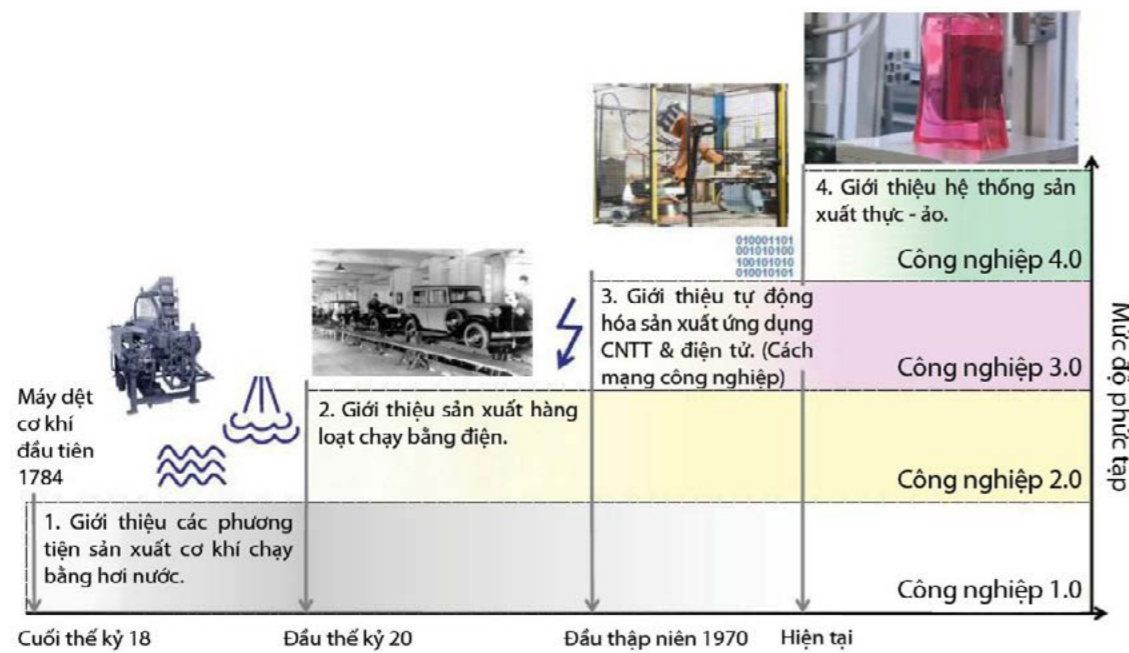 4. Giới thiệu hệ thống sản
xuất thực - ảo.
010001101
001010100
100101010
010010101
Công nghiệp 4.0
3. Giới thiệu tự động
hóa sản xuất ứng dụng
CNTT & điện tử. (Cách
mạng công nghiệp)
Công nghiệp 3.0
Mức độ phức tạp
Máy dệt
cơ khí
đầu tiên
1784
2. Giới thiệu sản xuất hàng
loạt chạy bằng điện.
Công nghiệp 2.0
1. Giới thiệu các phương
tiện sản xuất cơ khí chạy
bằng hơi nước.
Công nghiệp 1.0
Cuối thế kỷ 18
Đầu thế kỷ 20
Đầu thập niên 1970
Hiện tại